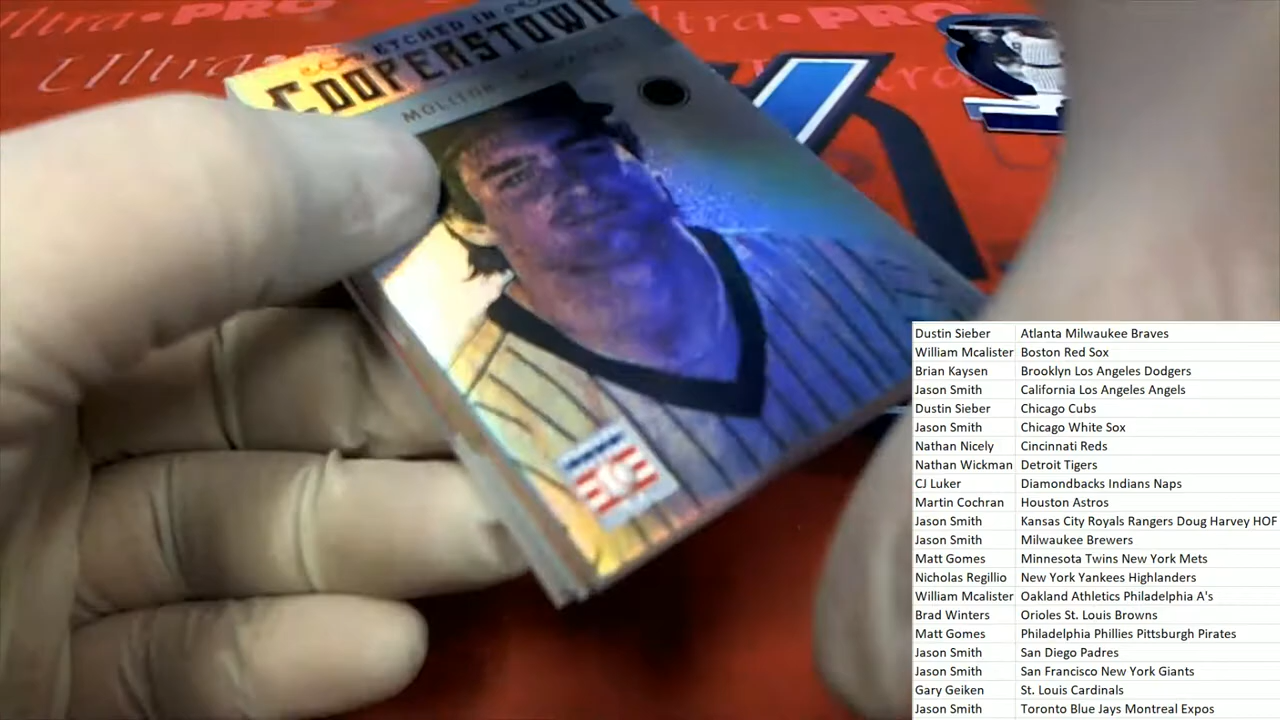 Ultra•PRO
Ultra•PRO
Ultra•PRO
ETCHED IN
COOPERSTOWN
MOLITOR
Dustin Sieber Atlanta Milwaukee Braves
William Mcalister Boston Red Sox
Brian Kaysen Brooklyn Los Angeles Dodgers
Jason Smith California Los Angeles Angels
Dustin Sieber Chicago Cubs
Jason Smith Chicago White Sox
Nathan Nicely Cincinnati Reds
Nathan Wickman Detroit Tigers
CJ Luker Diamondbacks Indians Naps
Martin Cochran Houston Astros
Jason Smith Kansas City Royals Rangers Doug Harvey HOF
Jason Smith Milwaukee Brewers
Matt Gomes Minnesota Twins New York Mets
Nicholas Regillio New York Yankees Highlanders
William Mcalister Oakland Athletics Philadelphia A's
Brad Winters Orioles St. Louis Browns
Matt Gomes Philadelphia Phillies Pittsburgh Pirates
Jason Smith San Diego Padres
Jason Smith San Francisco New York Giants
Gary Geiken St. Louis Cardinals
Jason Smith Toronto Blue Jays Montreal Expos